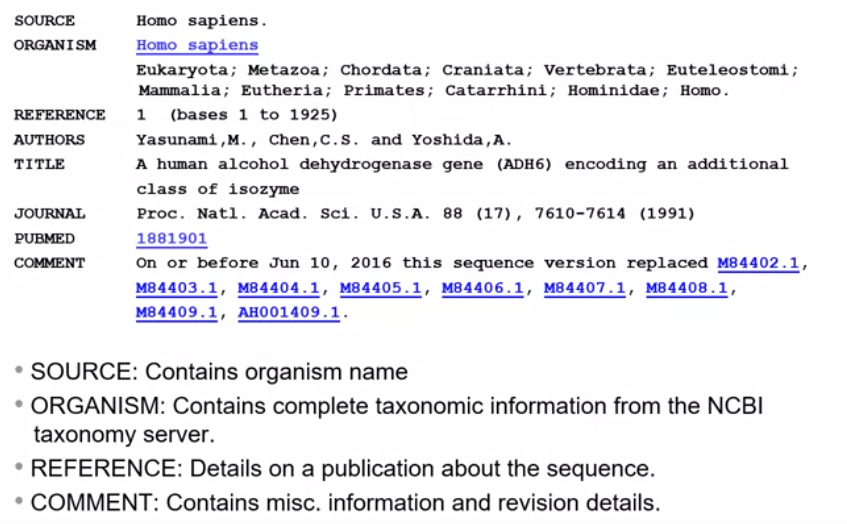 SOURCE Homo sapiens.
ORGANISM Homo sapiens
Eukaryota; Metazoa; Chordata; Craniata; Vertebrata; Euteleostomi;
Mammalia; Eutheria; Primates; Catarrhini; Hominidae; Homo.
REFERENCE 1 (bases 1 to 1925)
AUTHORS Yasunami,M., Chen,C.S. and Yoshida,A.
TITLE A human alcohol dehydrogenase gene (ADH6) encoding an additional
class of isozyme
JOURNAL Proc. Natl. Acad. Sci. U.S.A. 88 (17), 7610-7614 (1991)
PUBMED 1881901
COMMENT On or before Jun 10, 2016 this sequence version replaced M84402.1,
M84403.1, M84404.1, M84405.1, M84406.1, M84407.1, M84408.1,
M84409.1, AH001409.1.
• SOURCE: Contains organism name
• ORGANISM: Contains complete taxonomic information from the NCBI
taxonomy server.
• REFERENCE: Details on a publication about the sequence.
• COMMENT: Contains misc. information and revision details.